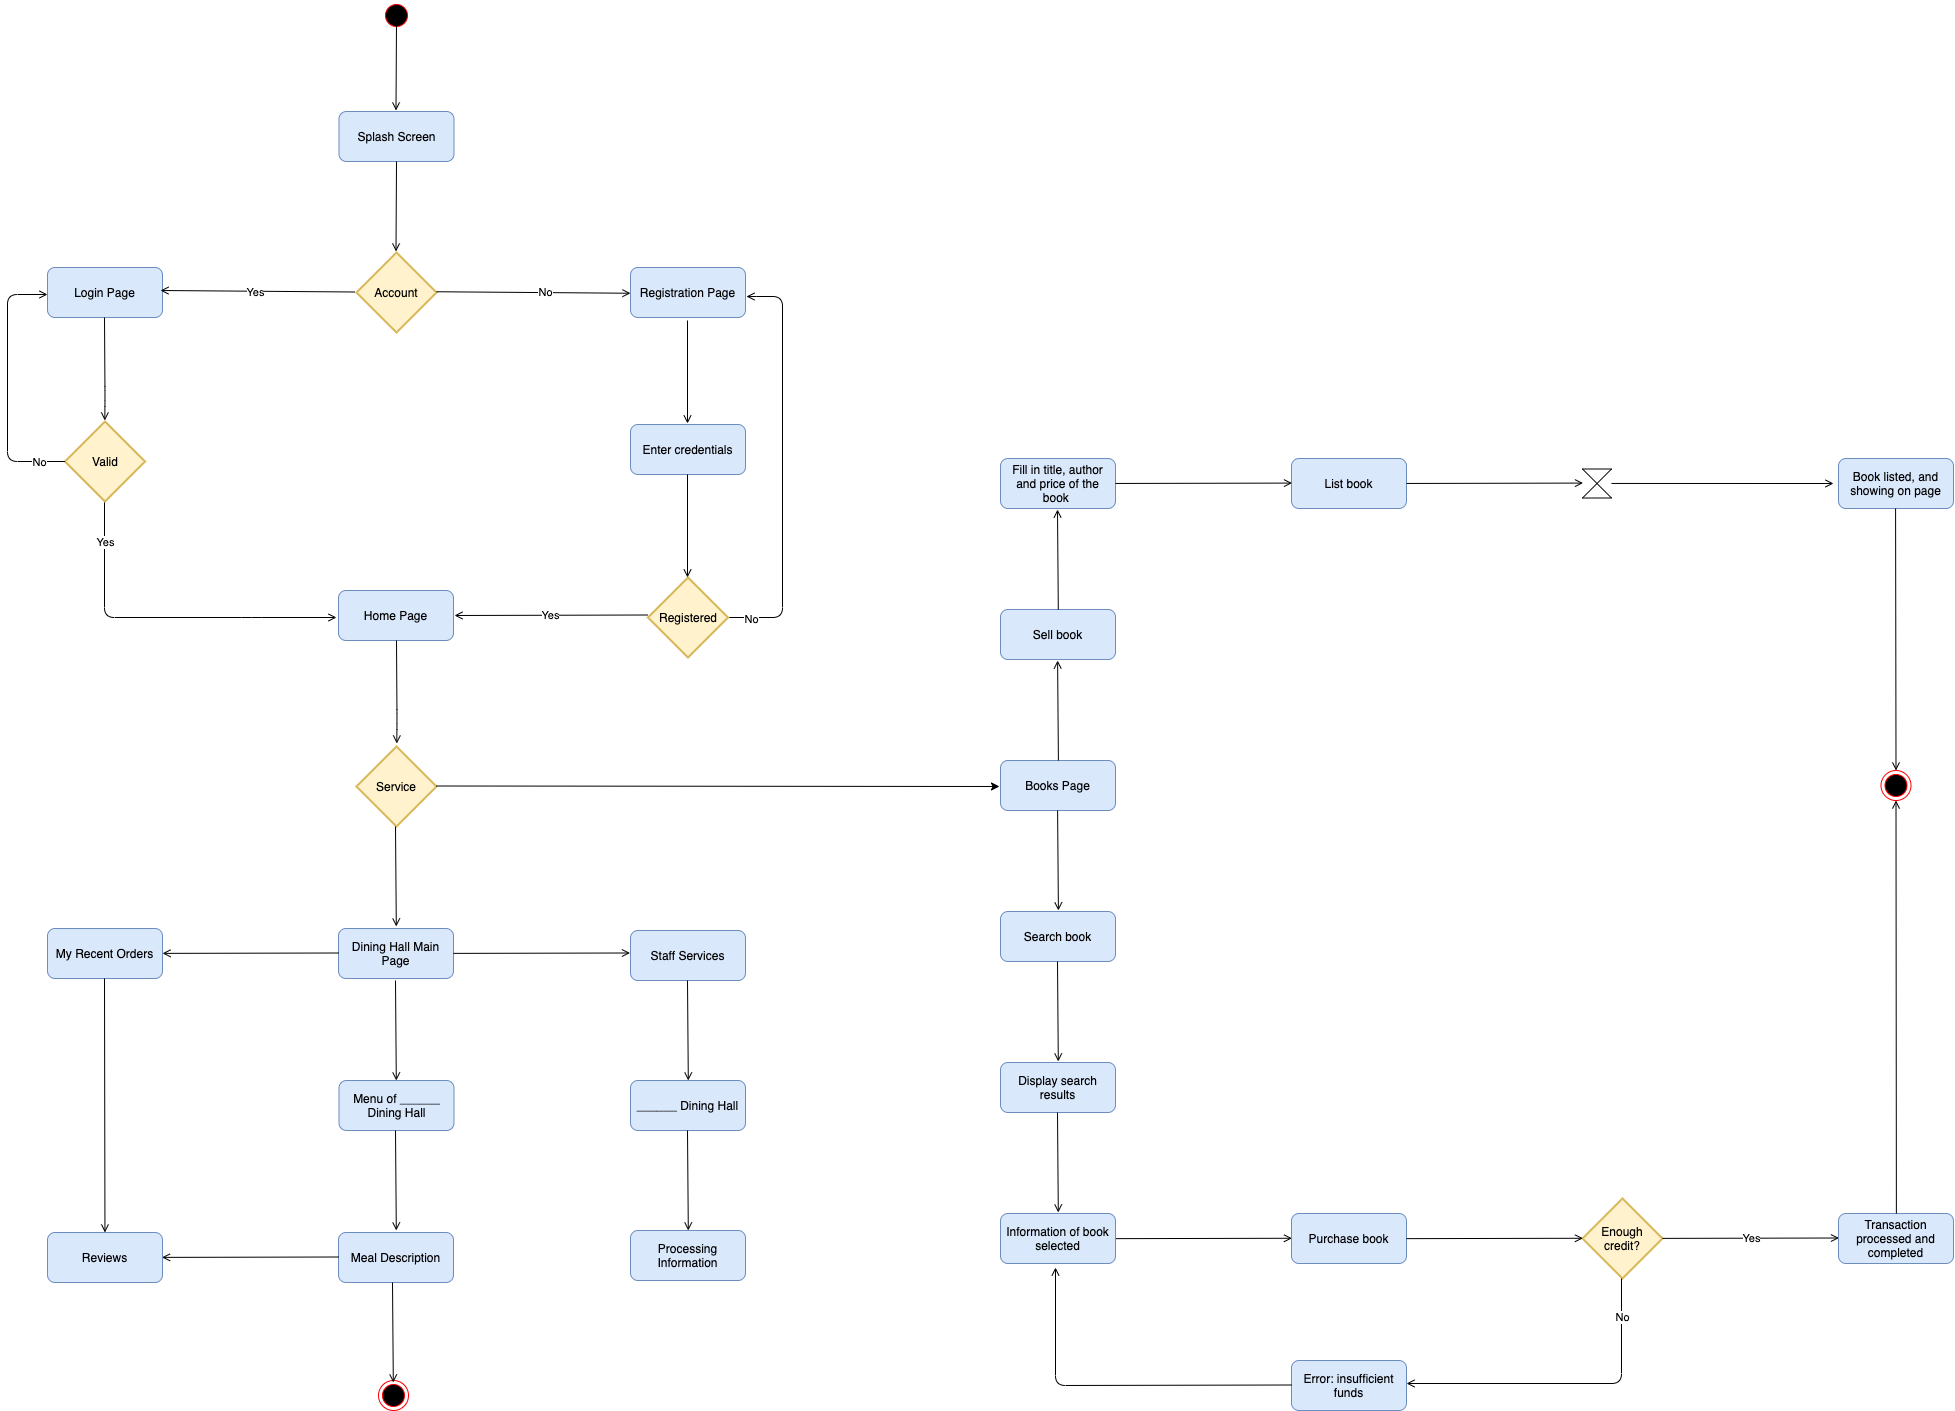 Splash Screen
Login Page
Yes
Account
No
Registration Page
Enter credentials
No
Valid
Yes
Home Page
Yes
Registered
No
Service
My Recent Orders
Dining Hall Main
Page
Staff Services
Menu of ______
Dining Hall
______ Dining Hall
Reviews
Meal Description
Processing
Information
Fill in title, author
and price of the
book
List book
Book listed, and
showing on page
Sell book
Books Page
Search book
Display search
results
Information of book
selected
Purchase book
Enough
credit?
Yes
Transaction
processed and
completed
No
Error: insufficient
funds